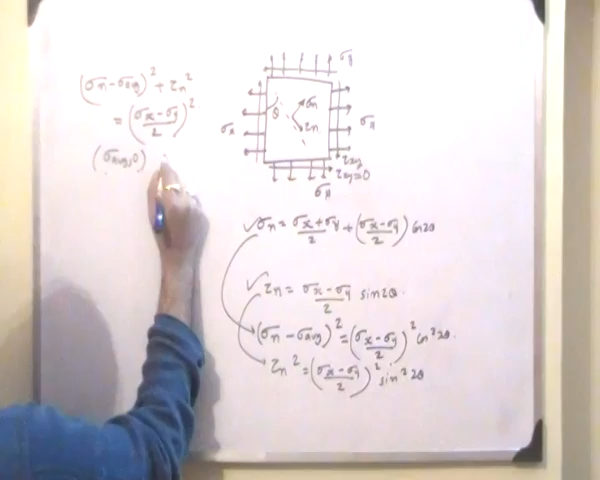 (σn-σavg)² + τn²
= (σx-σy/2)²
(σavg,0)
σy
σn
τn
θ
σx
σx
τxy
τxy=0
σn = σx+σy/2 + (σx-σy/2) cos2θ
τn = σx-σy/2 sin2θ.
(σn-σavg)² = (σx-σy/2)² cos²2θ.
τn² = (σx-σy/2)² sin²2θ